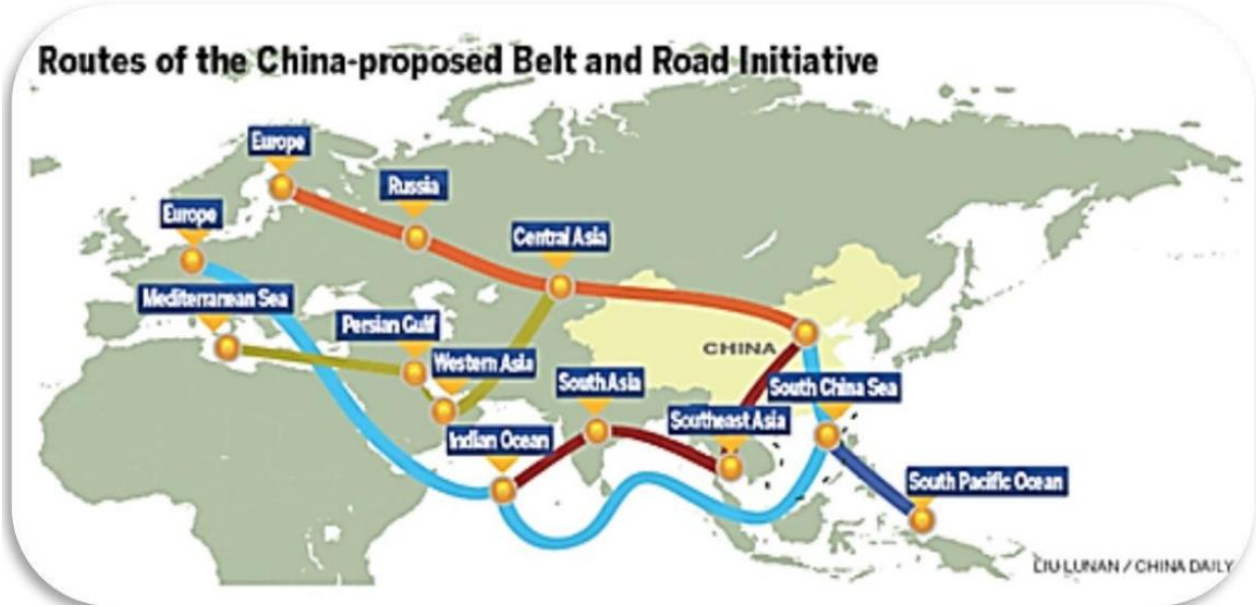 Routes of the China-proposed Belt and Road Initiative
Europe
Russia
Europe
Central Asia
Mediterranean Sea
Persian Gulf
CHINA
Western Asia
South Asia
South China Sea
Southeast Asia
Indian Ocean
South Pacific Ocean
LIU LUNAN / CHINA DAILY